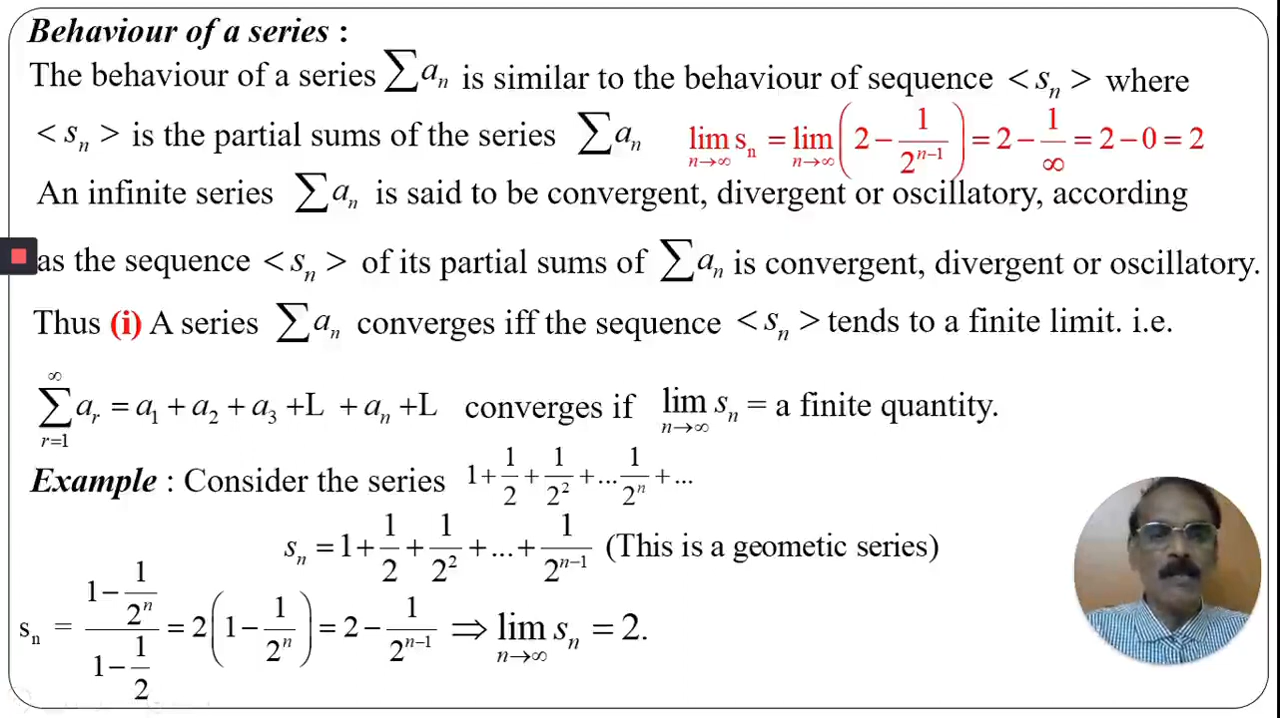 Behaviour of a series :
The behaviour of a series ∑ aₙ is similar to the behaviour of sequence < sₙ > where
< sₙ > is the partial sums of the series ∑ aₙ
lim_{n→∞} sₙ = lim_{n→∞} (2 − 1/2^{n−1}) = 2 − 1/∞ = 2 − 0 = 2
An infinite series ∑ aₙ is said to be convergent, divergent or oscillatory, according
as the sequence < sₙ > of its partial sums of ∑ aₙ is convergent, divergent or oscillatory.
Thus (i) A series ∑ aₙ converges iff the sequence < sₙ > tends to a finite limit. i.e.
∑_{r=1}^{∞} a_r = a₁ + a₂ + a₃ +L + aₙ +L converges if lim_{n→∞} sₙ = a finite quantity.
Example : Consider the series 1 + 1/2 + 1/2² + ... 1/2ⁿ + ...
sₙ = 1 + 1/2 + 1/2² + ... + 1/2^{n−1} (This is a geometic series)
sₙ = (1 − 1/2ⁿ)/(1 − 1/2) = 2(1 − 1/2ⁿ) = 2 − 1/2^{n−1} ⇒ lim_{n→∞} sₙ = 2.